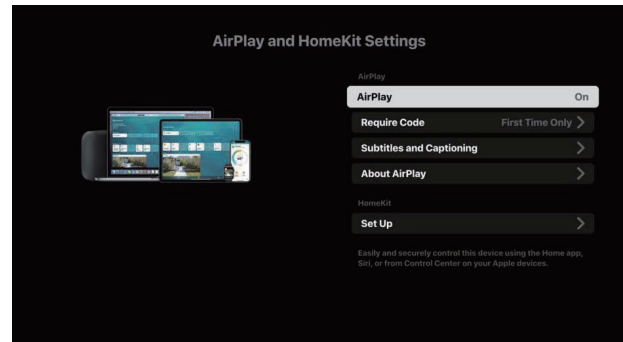 AirPlay and HomeKit Settings
AirPlay
AirPlay On
Require Code First Time Only
Subtitles and Captioning
About AirPlay
HomeKit
Set Up
Easily and securely control this device using the Home app,
Siri, or from Control Center on your Apple devices.